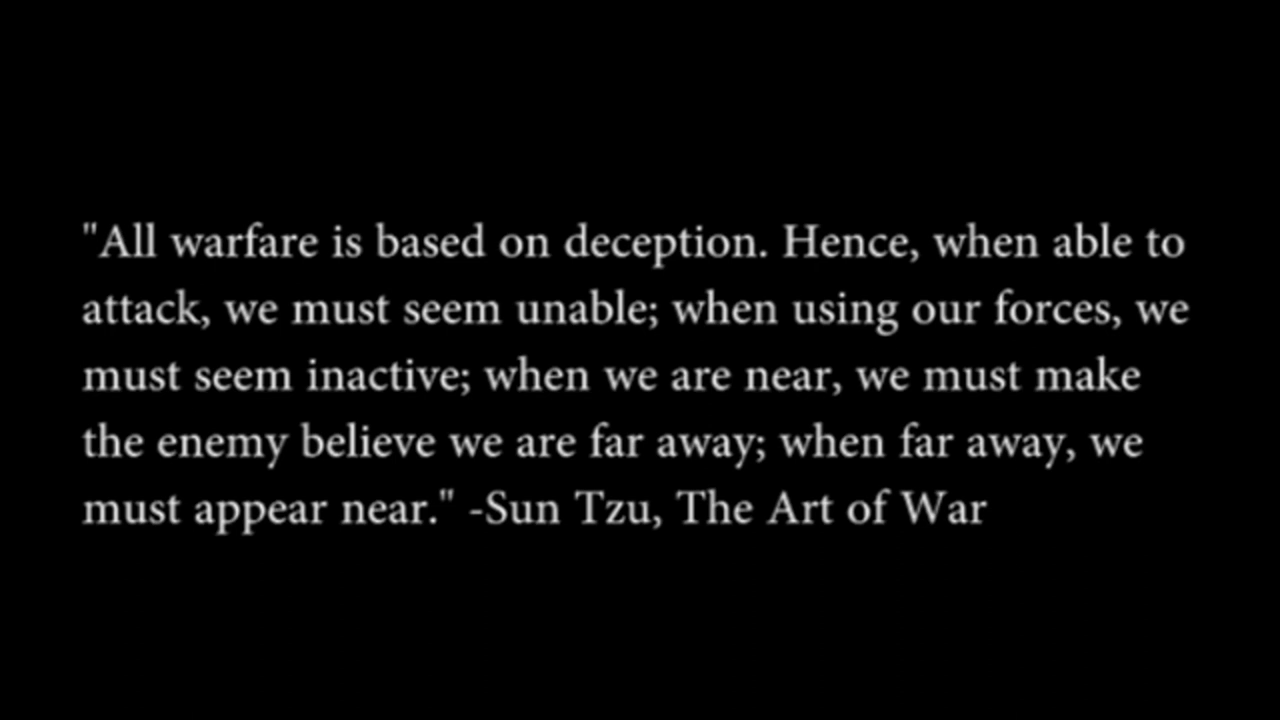 "All warfare is based on deception. Hence, when able to
attack, we must seem unable; when using our forces, we
must seem inactive; when we are near, we must make
the enemy believe we are far away; when far away, we
must appear near." -Sun Tzu, The Art of War